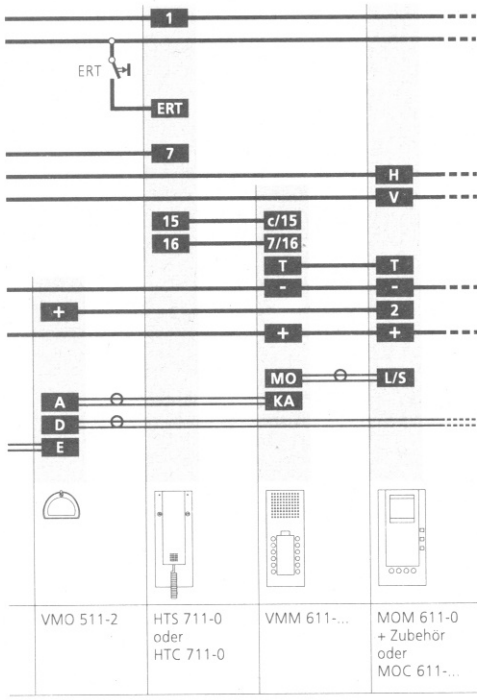 1
ERT
ERT
7
H
V
15 c/15
16 7/16
T T
- -
+ 2
+ +
MO L/S
A KA
D
E
VMO 511-2
HTS 711-0
oder
HTC 711-0
VMM 611-...
MOM 611-0
+ Zubehör
oder
MOC 611-...